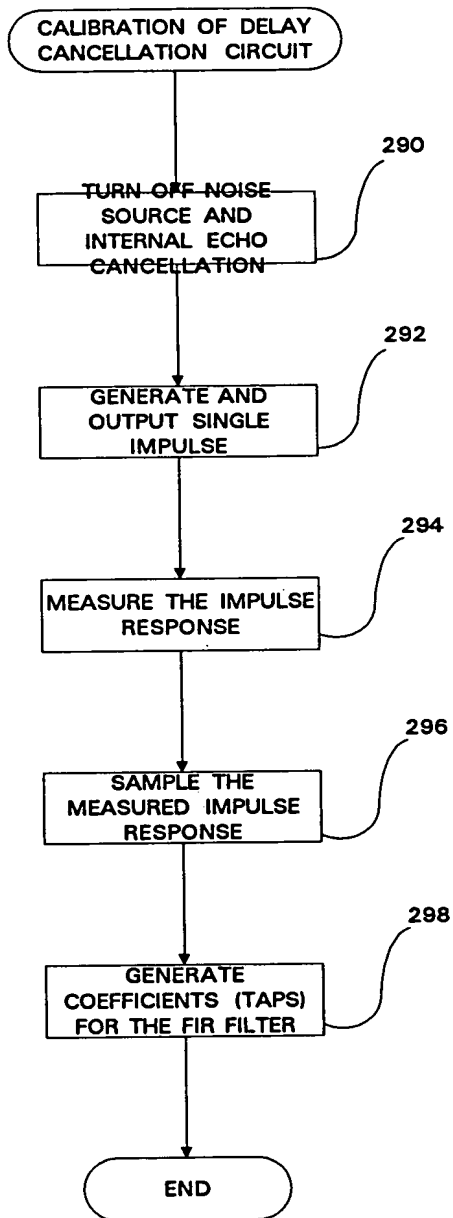 CALIBRATION OF DELAY
CANCELLATION CIRCUIT
290
TURN OFF NOISE
SOURCE AND
INTERNAL ECHO
CANCELLATION
292
GENERATE AND
OUTPUT SINGLE
IMPULSE
294
MEASURE THE IMPULSE
RESPONSE
296
SAMPLE THE
MEASURED IMPULSE
RESPONSE
298
GENERATE
COEFFICIENTS (TAPS)
FOR THE FIR FILTER
END